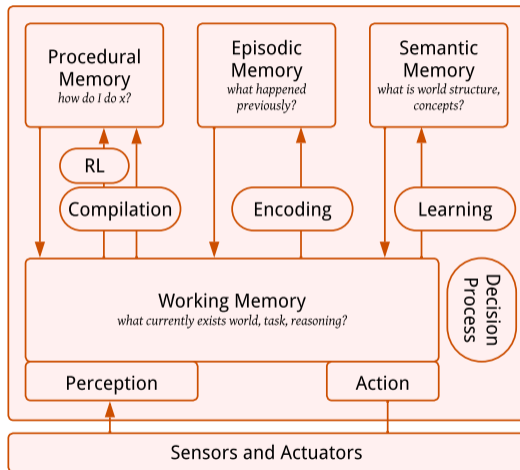 Procedural
Memory
how do I do x?
Episodic
Memory
what happened
previously?
Semantic
Memory
what is world structure,
concepts?
RL
Compilation
Encoding
Learning
Working Memory
what currently exists world, task, reasoning?
Decision
Process
Perception
Action
Sensors and Actuators